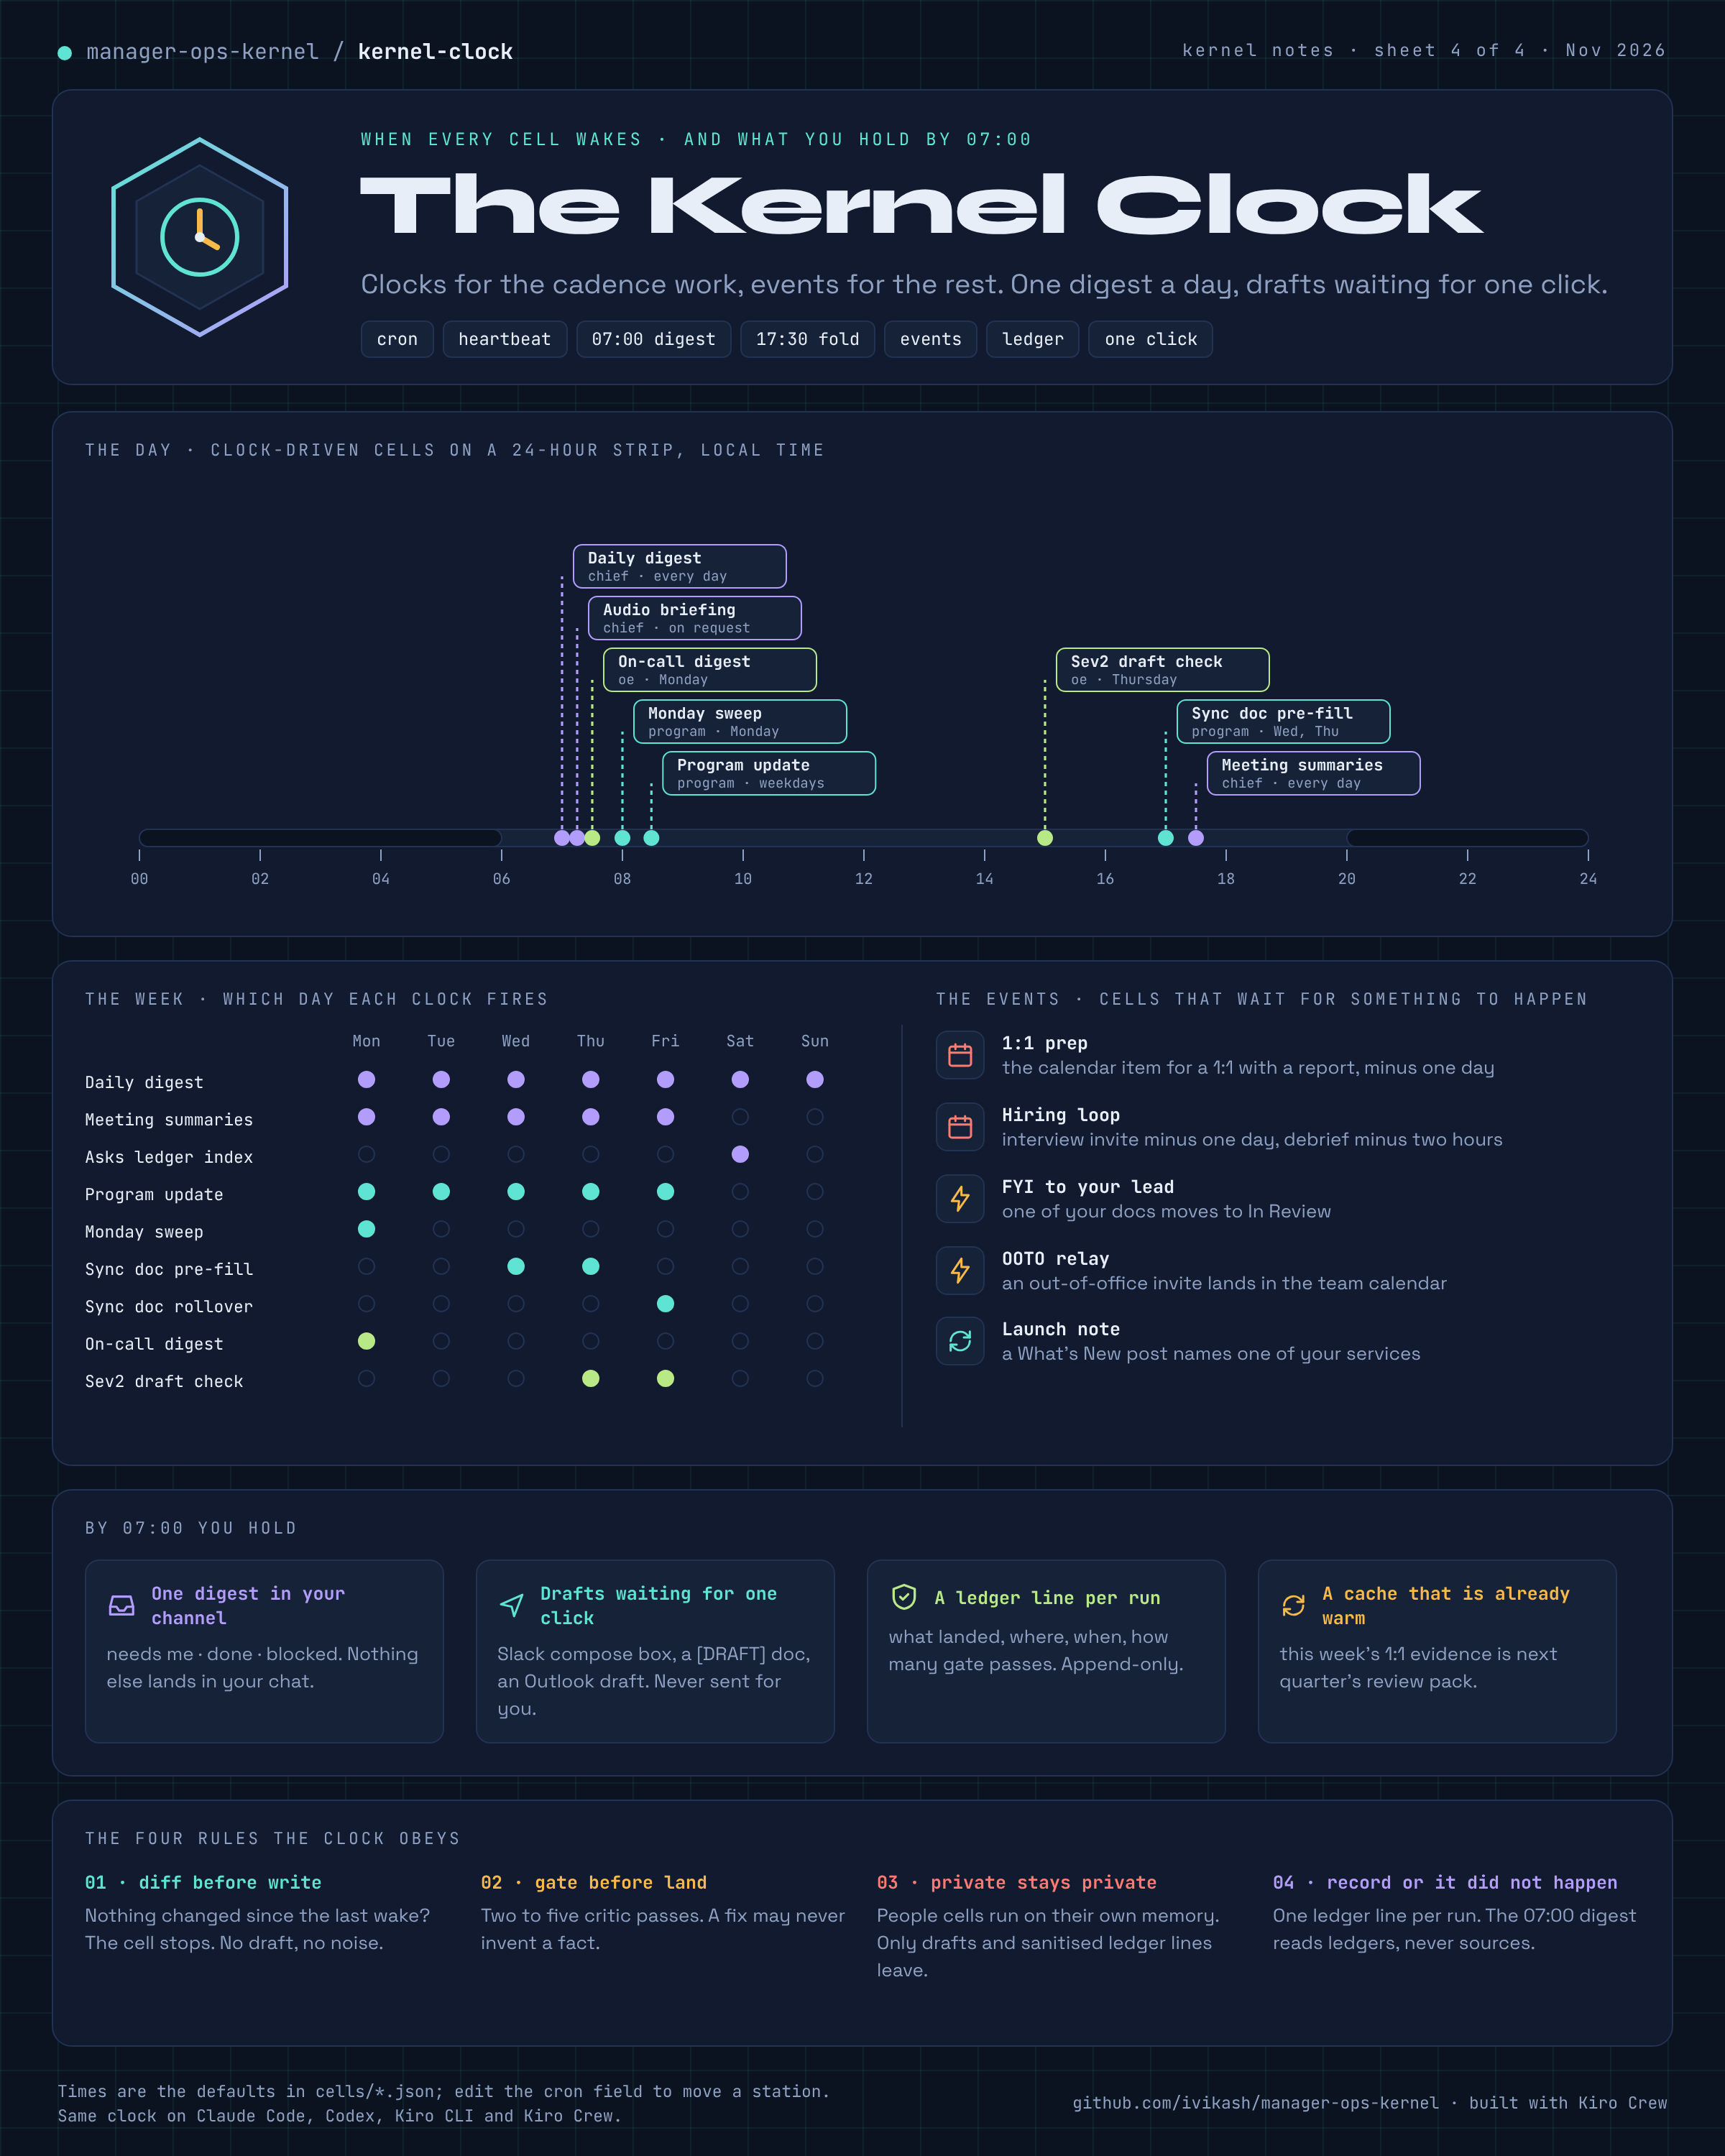 manager-ops-kernel / kernel-clock
kernel notes · sheet 4 of 4 · Nov 2026
WHEN EVERY CELL WAKES · AND WHAT YOU HOLD BY 07:00
The Kernel Clock
Clocks for the cadence work, events for the rest. One digest a day, drafts waiting for one click.
cron
heartbeat
07:00 digest
17:30 fold
events
ledger
one click
THE DAY · CLOCK-DRIVEN CELLS ON A 24-HOUR STRIP, LOCAL TIME
Daily digest
chief · every day
Audio briefing
chief · on request
On-call digest
oe · Monday
Monday sweep
program · Monday
Program update
program · weekdays
Sev2 draft check
oe · Thursday
Sync doc pre-fill
program · Wed, Thu
Meeting summaries
chief · every day
00 02 04 06 08 10 12 14 16 18 20 22 24
THE WEEK · WHICH DAY EACH CLOCK FIRES
Mon Tue Wed Thu Fri Sat Sun
Daily digest
Meeting summaries
Asks ledger index
Program update
Monday sweep
Sync doc pre-fill
Sync doc rollover
On-call digest
Sev2 draft check
THE EVENTS · CELLS THAT WAIT FOR SOMETHING TO HAPPEN
1:1 prep
the calendar item for a 1:1 with a report, minus one day
Hiring loop
interview invite minus one day, debrief minus two hours
FYI to your lead
one of your docs moves to In Review
OOTO relay
an out-of-office invite lands in the team calendar
Launch note
a What's New post names one of your services
BY 07:00 YOU HOLD
One digest in your
channel
needs me · done · blocked. Nothing
else lands in your chat.
Drafts waiting for one
click
Slack compose box, a [DRAFT] doc,
an Outlook draft. Never sent for
you.
A ledger line per run
what landed, where, when, how
many gate passes. Append-only.
A cache that is already
warm
this week's 1:1 evidence is next
quarter's review pack.
THE FOUR RULES THE CLOCK OBEYS
01 · diff before write
Nothing changed since the last wake?
The cell stops. No draft, no noise.
02 · gate before land
Two to five critic passes. A fix may never
invent a fact.
03 · private stays private
People cells run on their own memory.
Only drafts and sanitised ledger lines
leave.
04 · record or it did not happen
One ledger line per run. The 07:00 digest
reads ledgers, never sources.
Times are the defaults in cells/*.json; edit the cron field to move a station.
Same clock on Claude Code, Codex, Kiro CLI and Kiro Crew.
github.com/ivikash/manager-ops-kernel · built with Kiro Crew